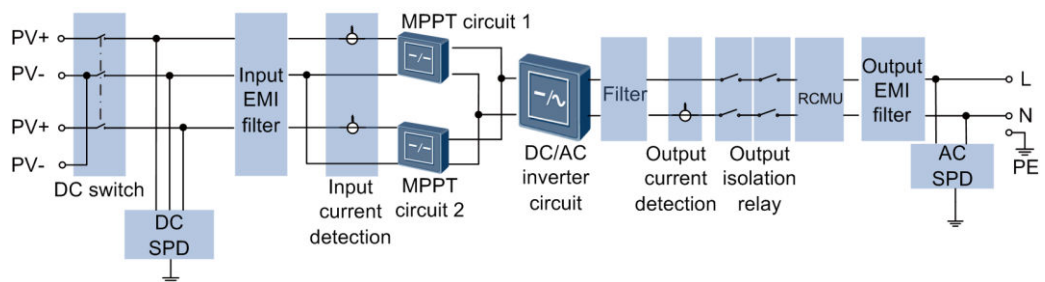 PV+
PV-
PV+
PV-
DC switch
DC
SPD
Input
EMI
filter
Input
current
detection
MPPT circuit 1
MPPT
circuit 2
DC/AC
inverter
circuit
Filter
Output
current
detection
Output
isolation
relay
RCMU
Output
EMI
filter
AC
SPD
L
N
PE